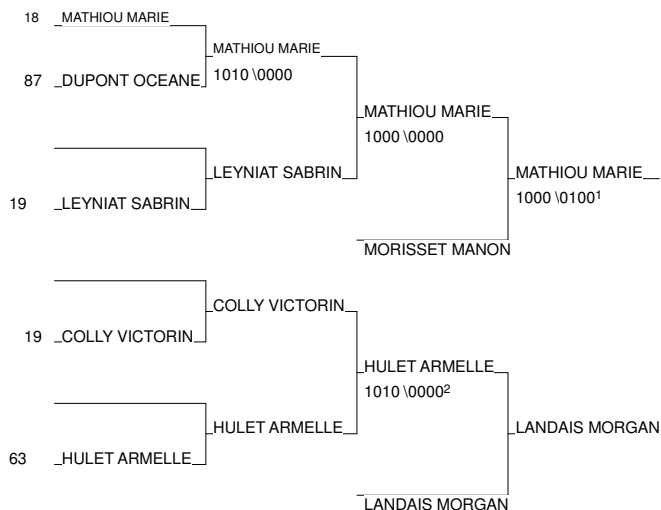 18 MATHIOU MARIE
MATHIOU MARIE
1010 \0000
87 DUPONT OCEANE
MATHIOU MARIE
1000 \0000
LEYNIAT SABRIN
MATHIOU MARIE
1000 \0100¹
19 LEYNIAT SABRIN
MORISSET MANON
COLLY VICTORIN
19 COLLY VICTORIN
HULET ARMELLE
1010 \0000²
HULET ARMELLE
LANDAIS MORGAN
63 HULET ARMELLE
LANDAIS MORGAN